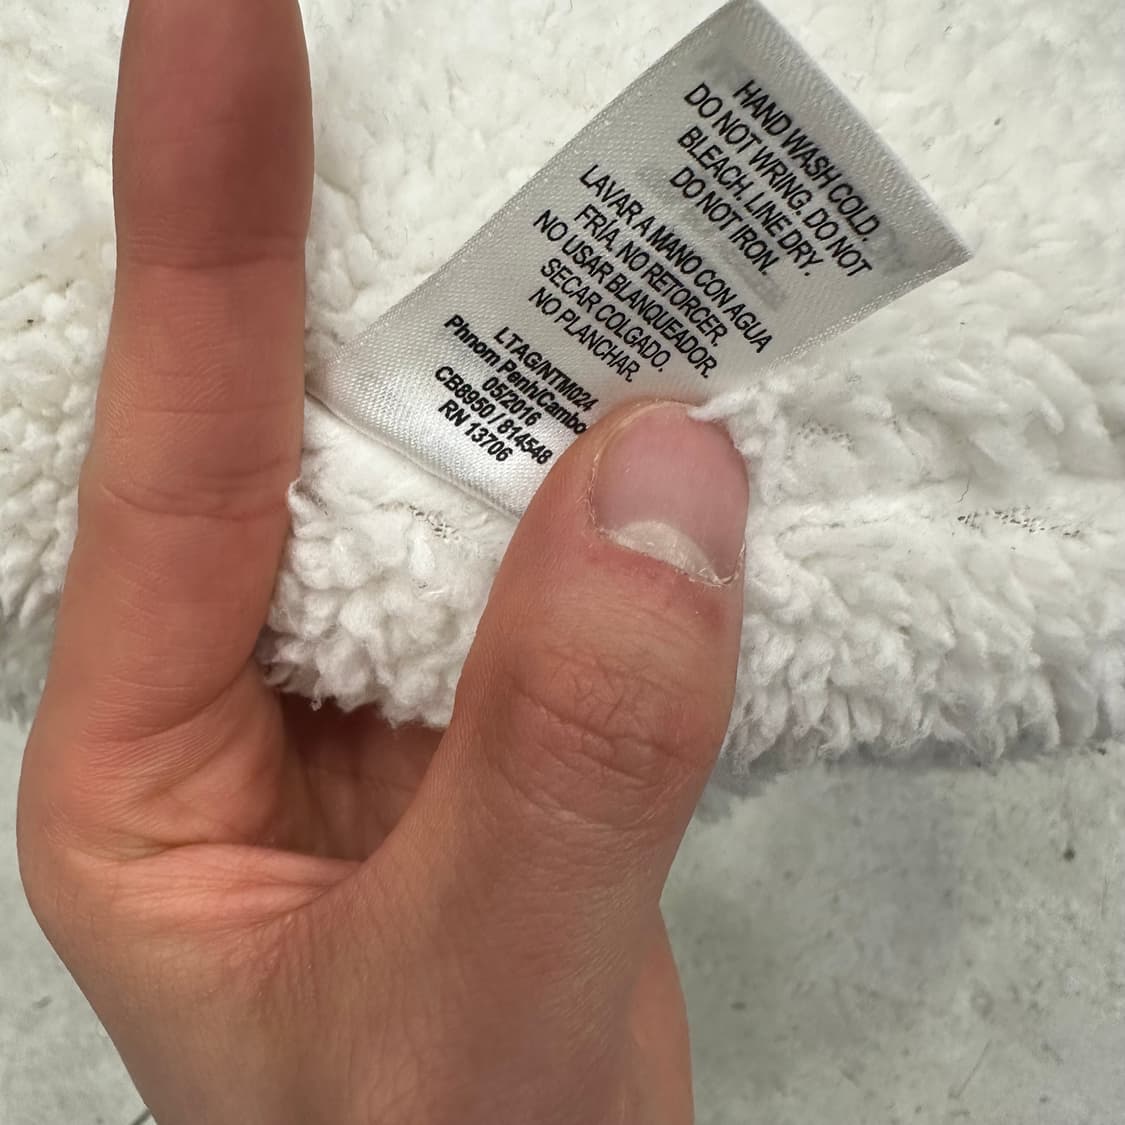 HAND WASH COLD.
DO NOT WRING. DO NOT
BLEACH. LINE DRY.
DO NOT IRON.
LAVAR A MANO CON AGUA
FRÍA. NO RETORCER.
NO USAR BLANQUEADOR.
SECAR COLGADO.
NO PLANCHAR.
LTAG/NTM024
Phnom Penh/Cambo
05/2016
CB8950 / 814548
RN 13706